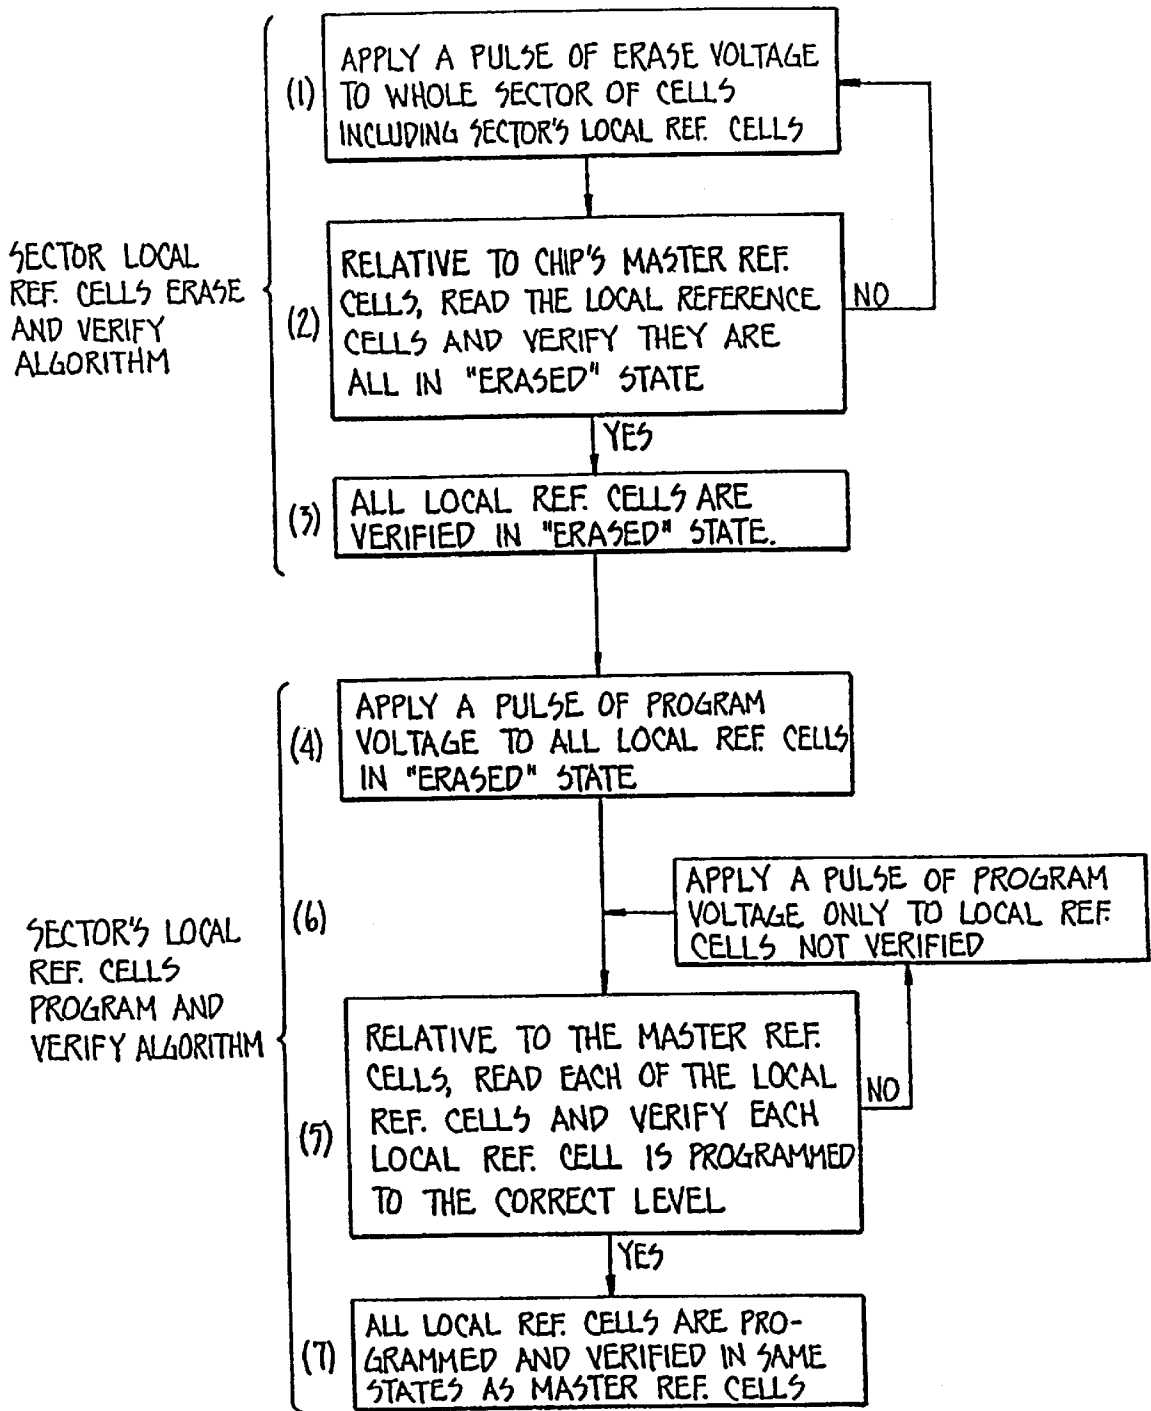 (1)
APPLY A PULSE OF ERASE VOLTAGE
TO WHOLE SECTOR OF CELLS
INCLUDING SECTOR'S LOCAL REF. CELLS
SECTOR LOCAL
REF. CELLS ERASE
AND VERIFY
ALGORITHM
(2)
RELATIVE TO CHIP'S MASTER REF.
CELLS, READ THE LOCAL REFERENCE
CELLS AND VERIFY THEY ARE
ALL IN "ERASED" STATE
NO
YES
(3)
ALL LOCAL REF. CELLS ARE
VERIFIED IN "ERASED" STATE.
(4)
APPLY A PULSE OF PROGRAM
VOLTAGE TO ALL LOCAL REF. CELLS
IN "ERASED" STATE
(6)
APPLY A PULSE OF PROGRAM
VOLTAGE ONLY TO LOCAL REF.
CELLS NOT VERIFIED
SECTOR'S LOCAL
REF. CELLS
PROGRAM AND
VERIFY ALGORITHM
(5)
RELATIVE TO THE MASTER REF.
CELLS, READ EACH OF THE LOCAL
REF. CELLS AND VERIFY EACH
LOCAL REF. CELL IS PROGRAMMED
TO THE CORRECT LEVEL
NO
YES
(7)
ALL LOCAL REF. CELLS ARE PRO-
GRAMMED AND VERIFIED IN SAME
STATES AS MASTER REF. CELLS